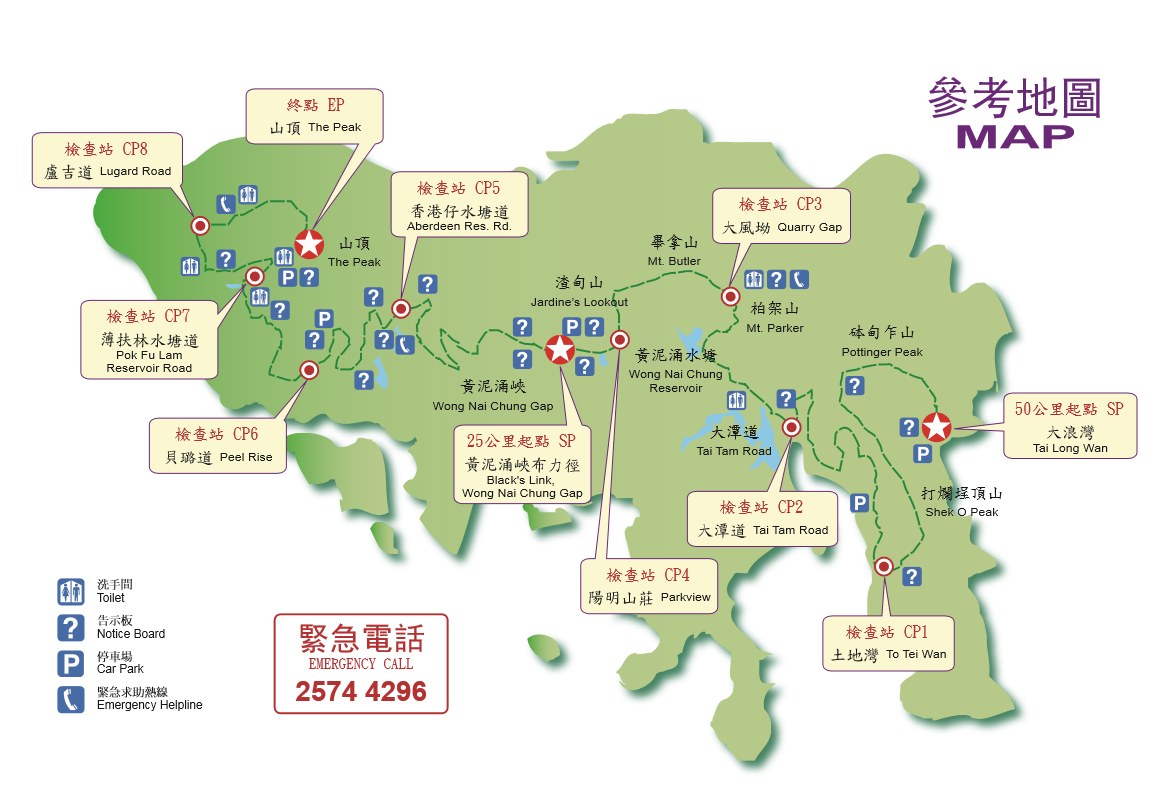 參考地圖
MAP
終點 EP
山頂 The Peak
檢查站 CP8
盧吉道 Lugard Road
檢查站 CP5
香港仔水塘道
Aberdeen Res. Rd.
檢查站 CP3
大風坳 Quarry Gap
山頂
The Peak
畢拿山
Mt. Butler
渣甸山
Jardine's Lookout
柏架山
Mt. Parker
檢查站 CP7
薄扶林水塘道
Pok Fu Lam
Reservoir Road
砵甸乍山
Pottinger Peak
黃泥涌水塘
Wong Nai Chung
Reservoir
黃泥涌峽
Wong Nai Chung Gap
50公里起點 SP
大浪灣
Tai Long Wan
檢查站 CP6
貝璐道 Peel Rise
25公里起點 SP
黃泥涌峽布力徑
Black's Link,
Wong Nai Chung Gap
大潭道
Tai Tam Road
打爛埕頂山
Shek O Peak
檢查站 CP2
大潭道 Tai Tam Road
檢查站 CP4
陽明山莊 Parkview
檢查站 CP1
土地灣 To Tei Wan
洗手間
Toilet
?
告示板
Notice Board
P
停車場
Car Park
緊急求助熱線
Emergency Helpline
緊急電話
EMERGENCY CALL
2574 4296